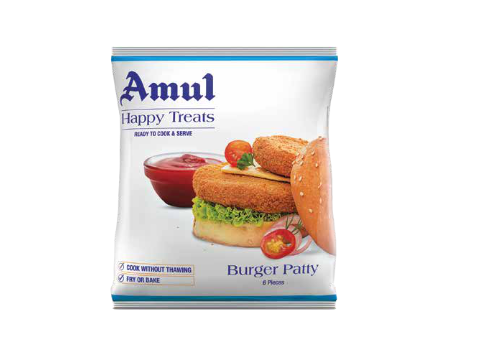 Amul
Happy Treats
READY TO COOK & SERVE
COOK WITHOUT THAWING
FRY OR BAKE
Burger Patty
6 Pieces